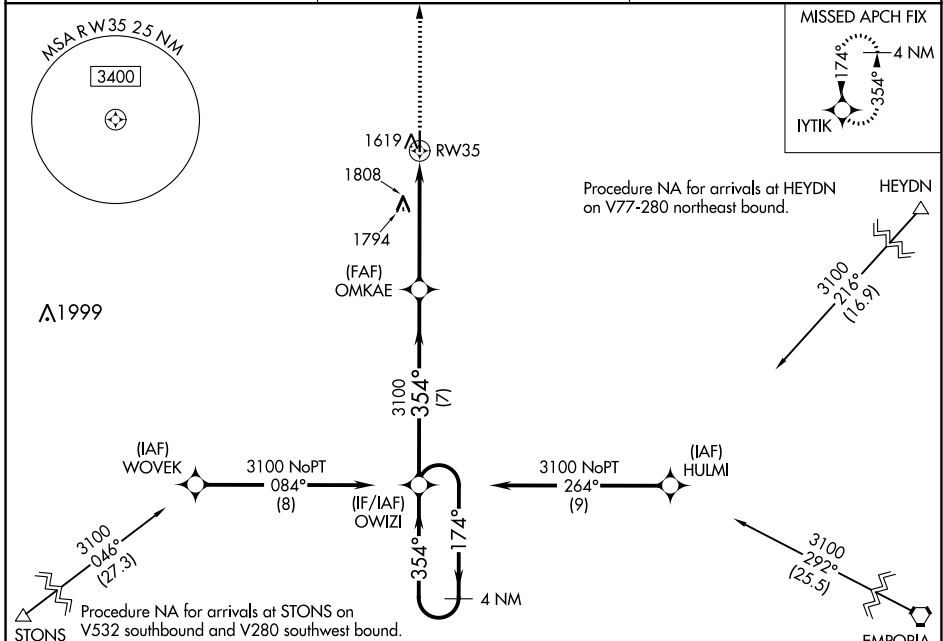 MSA RW35 25 NM
3400
MISSED APCH FIX
4 NM
174°
354°
IYTIK
1619
RW35
1808
1794
Procedure NA for arrivals at HEYDN
on V77-280 northeast bound.
HEYDN
(FAF)
OMKAE
1999
3100
216°
(16.9)
3100
354°
(7)
(IAF)
WOVEK
3100 NoPT
084°
(8)
(IF/IAF)
OWIZI
3100 NoPT
264°
(9)
(IAF)
HULMI
354°
174°
4 NM
3100
046°
(27.3)
3100
292°
(25.5)
STONS
Procedure NA for arrivals at STONS on
V532 southbound and V280 southwest bound.
EMPORIA